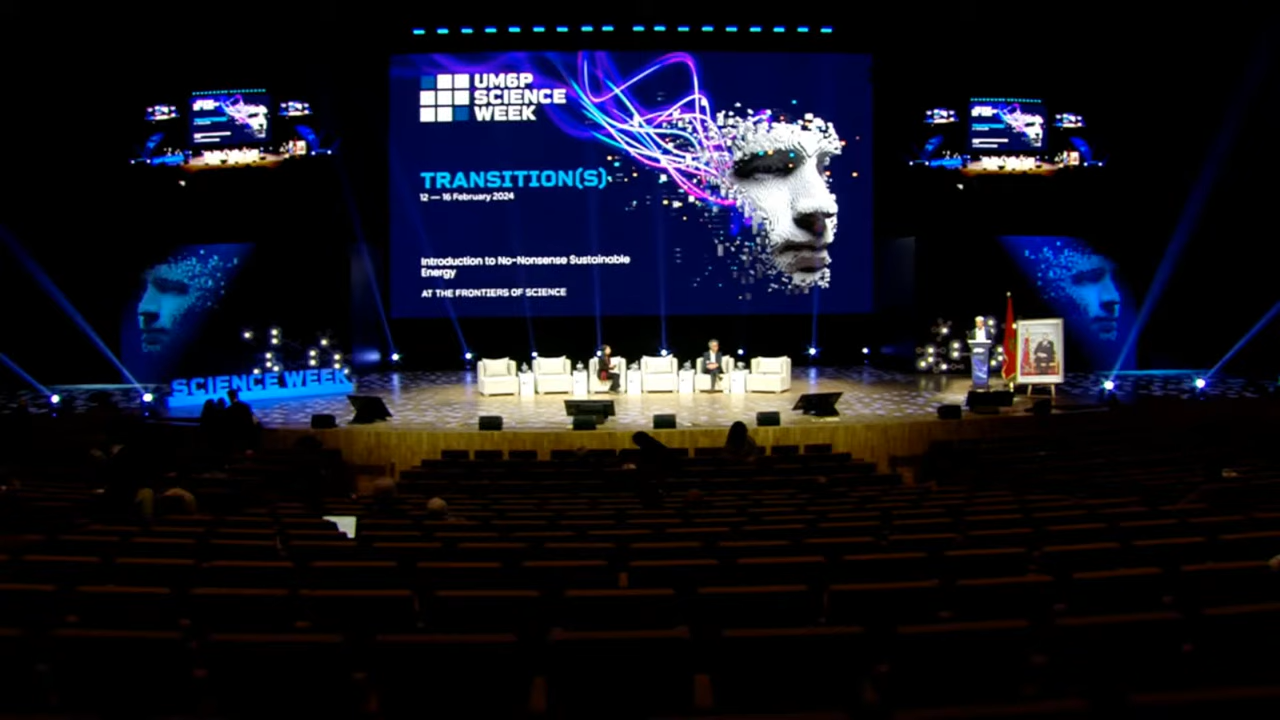 UM6P
SCIENCE
WEEK
TRANSITION(S)
12 — 16 February 2024
Introduction to No-Nonsense Sustainable
Energy
AT THE FRONTIERS OF SCIENCE
SCIENCE WEEK